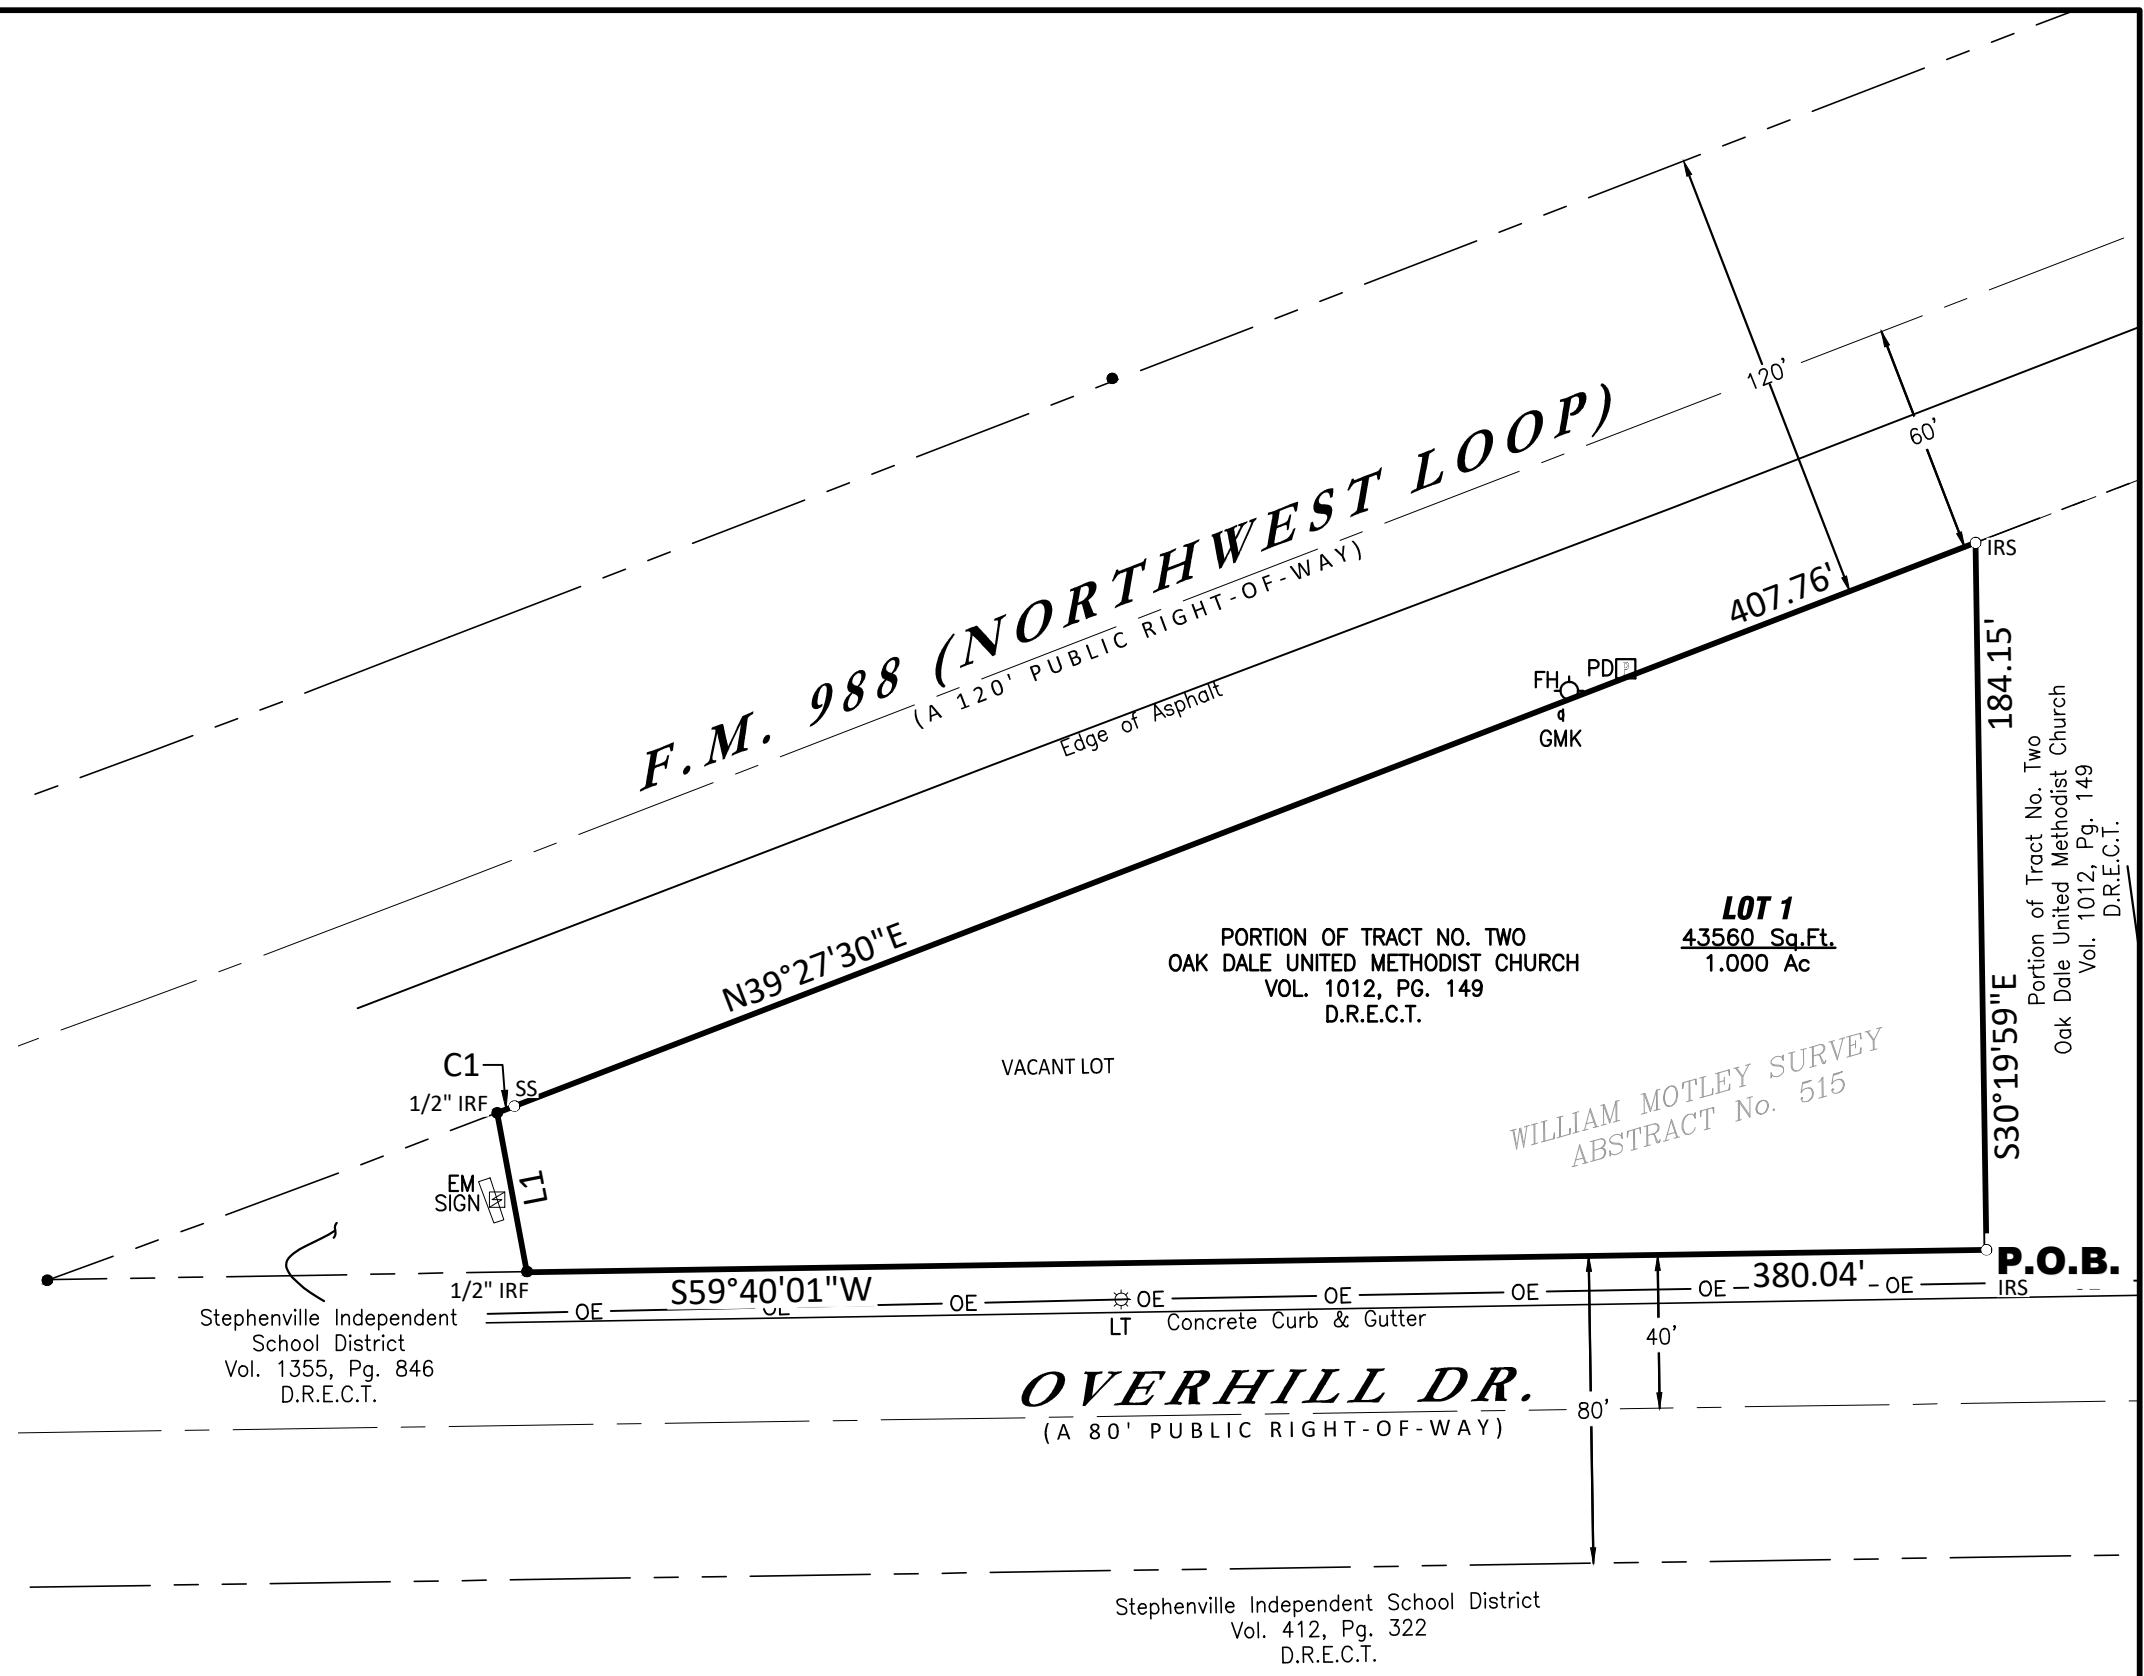 120'
60'
F.M. 988 (NORTHWEST LOOP)
(A 120' PUBLIC RIGHT-OF-WAY)
Edge of Asphalt
IRS
407.76'
184.15'
FH
PD
P
GMK
N39°27'30"E
PORTION OF TRACT NO. TWO
OAK DALE UNITED METHODIST CHURCH
VOL. 1012, PG. 149
D.R.E.C.T.
LOT 1
43560 Sq.Ft.
1.000 Ac
Portion of Tract No. Two
Oak Dale United Methodist Church
Vol. 1012, Pg. 149
D.R.E.C.T.
S30°19'59"E
VACANT LOT
WILLIAM MOTLEY SURVEY
ABSTRACT No. 515
C1
SS
1/2" IRF
L1
EM
SIGN
1/2" IRF
S59°40'01"W
380.04'
P.O.B.
IRS
OE
OE
OE
OE
OE
OE
OE
OE
LT
Concrete Curb & Gutter
Stephenville Independent
School District
Vol. 1355, Pg. 846
D.R.E.C.T.
40'
OVERHILL DR.
80'
(A 80' PUBLIC RIGHT-OF-WAY)
Stephenville Independent School District
Vol. 412, Pg. 322
D.R.E.C.T.